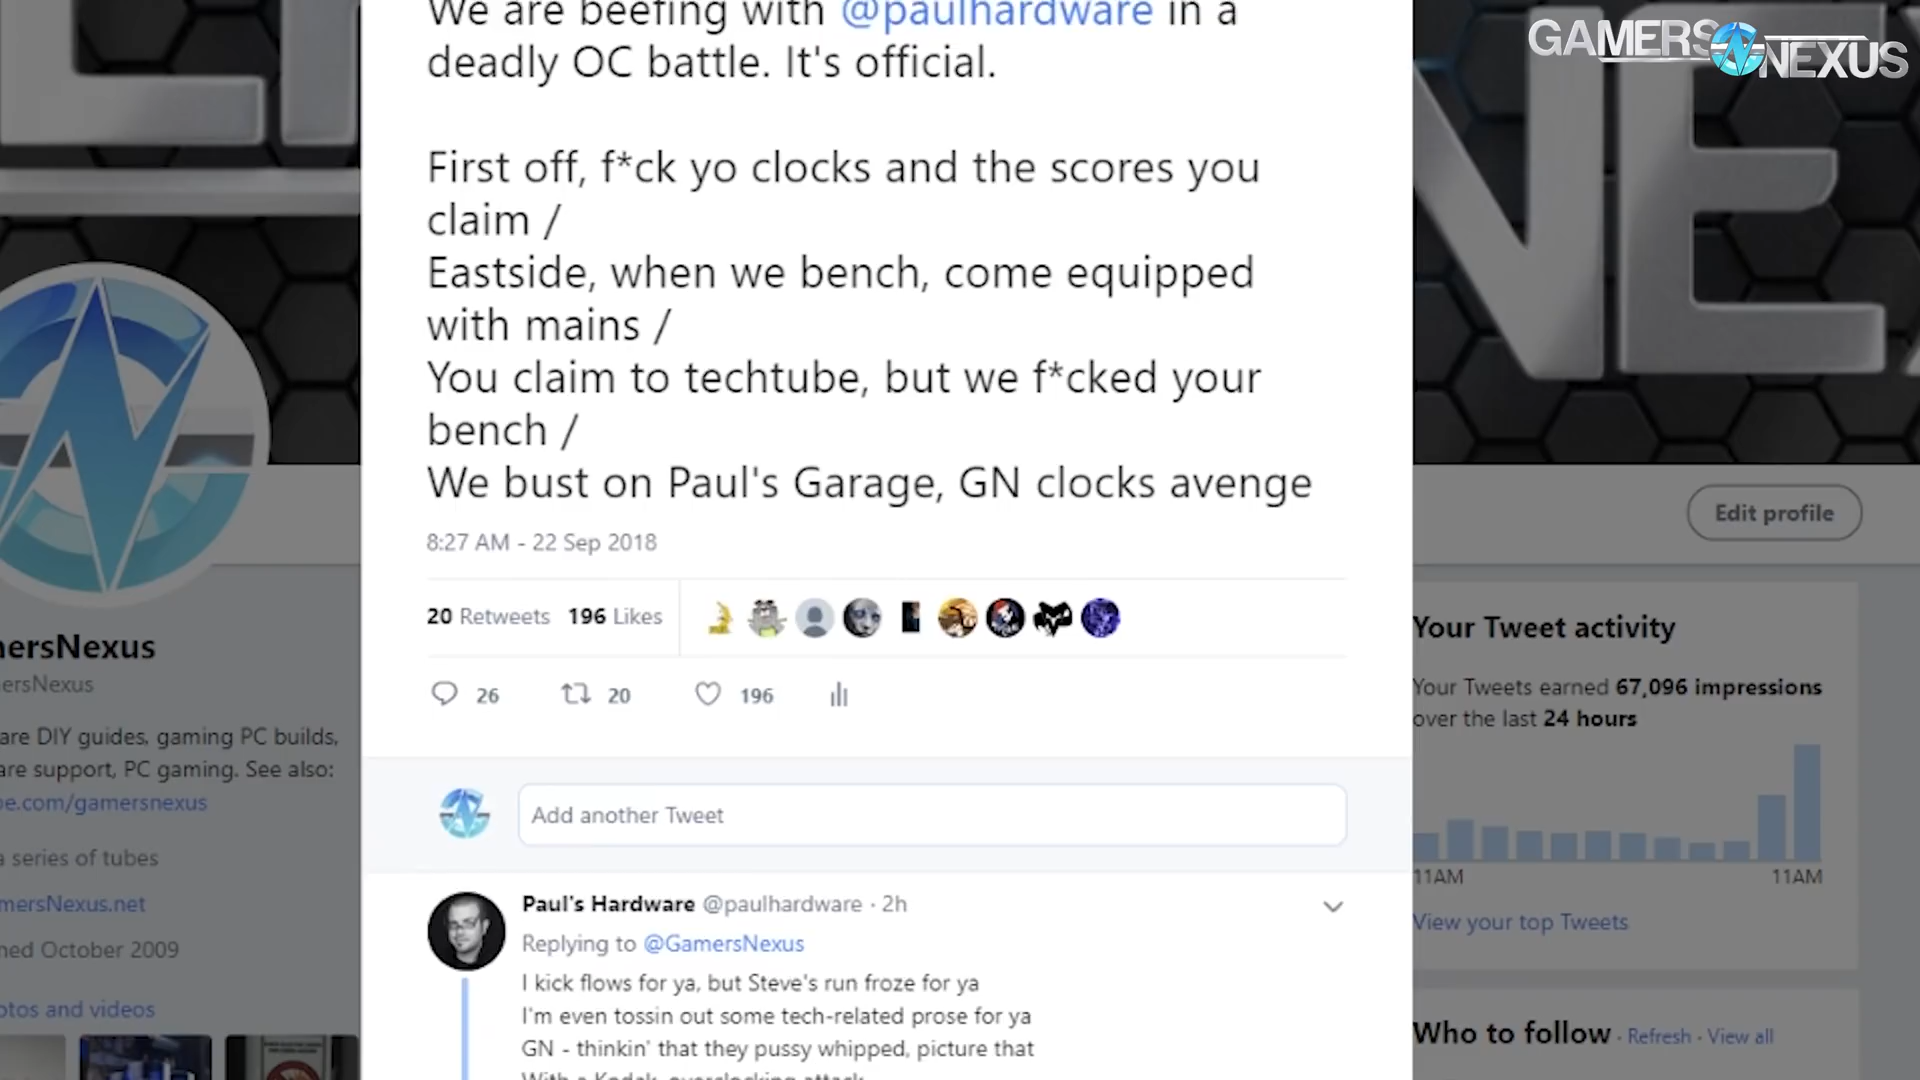 We are beefing with @paulhardware in a
deadly OC battle. It's official.
First off, f*ck yo clocks and the scores you
claim /
Eastside, when we bench, come equipped
with mains /
You claim to techtube, but we f*cked your
bench /
We bust on Paul's Garage, GN clocks avenge
8:27 AM - 22 Sep 2018
20 Retweets 196 Likes
26 20 196
Add another Tweet
Paul's Hardware @paulhardware · 2h
Replying to @GamersNexus
I kick flows for ya, but Steve's run froze for ya
I'm even tossin out some tech-related prose for ya
GN - thinkin' that they pussy whipped, picture that
With a Kodak, overclocking attack
GAMERS NEXUS
ersNexus
ersNexus
are DIY guides, gaming PC builds,
are support, PC gaming. See also:
be.com/gamersnexus
a series of tubes
mersNexus.net
ned October 2009
otos and videos
NE
Edit profile
Your Tweet activity
Your Tweets earned 67,096 impressions
over the last 24 hours
11AM 11AM
View your top Tweets
Who to follow · Refresh · View all